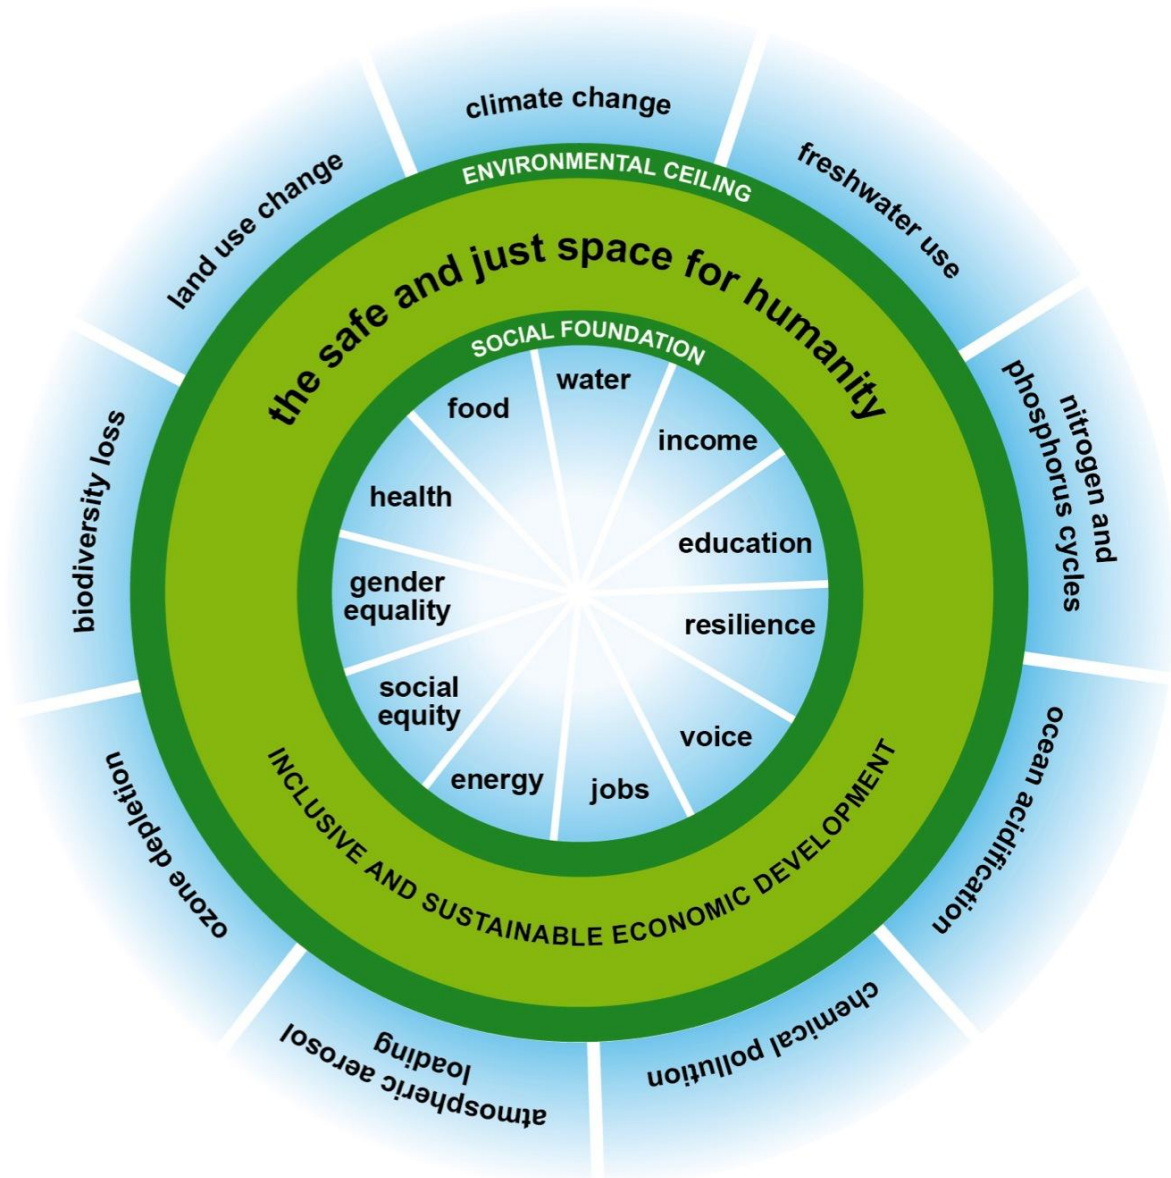 climate change
freshwater use
nitrogen and
phosphorus cycles
ocean acidification
chemical pollution
atmospheric aerosol
loading
ozone depletion
biodiversity loss
land use change
ENVIRONMENTAL CEILING
the safe and just space for humanity
SOCIAL FOUNDATION
water
income
education
resilience
voice
jobs
energy
social
equity
gender
equality
health
food
INCLUSIVE AND SUSTAINABLE ECONOMIC DEVELOPMENT